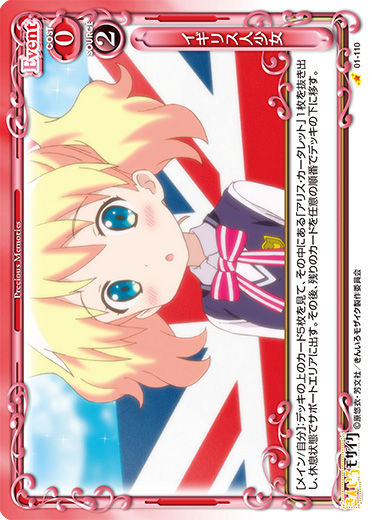 Event
COST 0
SOURCE 2
イギリス人少女
Precious Memories
[メイン/自分]:デッキの上のカード5枚を見て、その中にある「アリス・カータレット」1枚を抜き出
し、休息状態でサポートエリアに出す。その後、残りのカードを任意の順番でデッキの下に移す。
きんいろモザイク
©原悠衣・芳文社/きんいろモザイク製作委員会
01-110